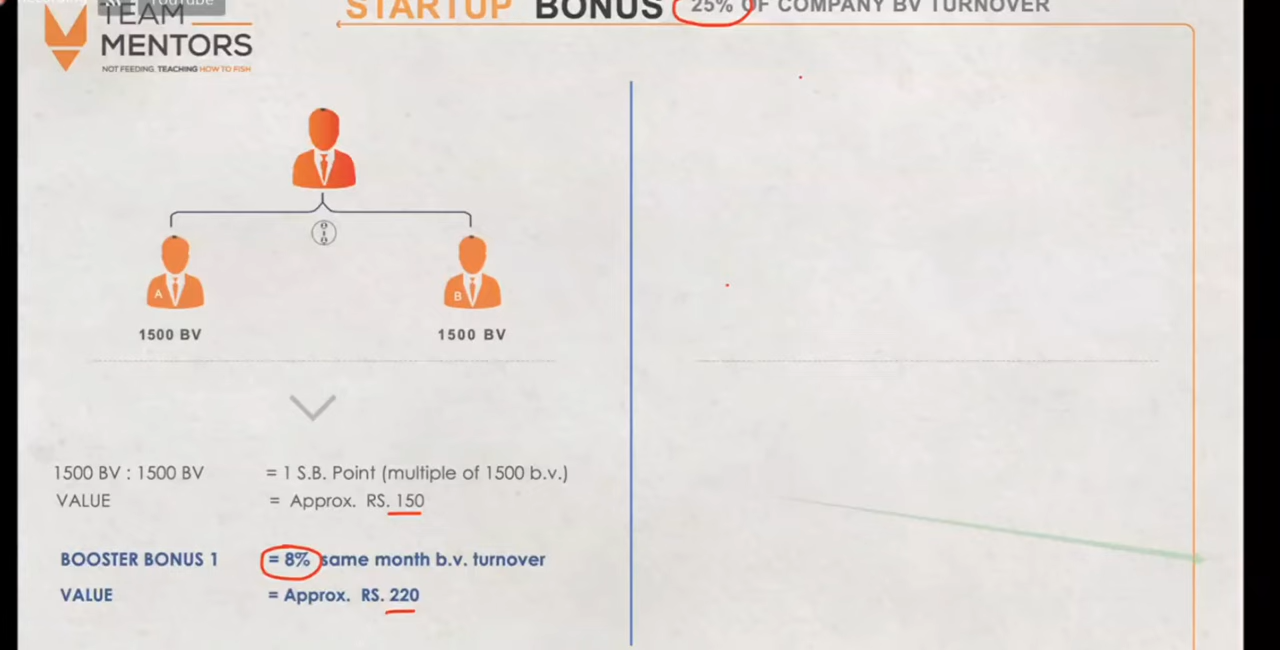 YouTube
TEAM
MENTORS
NOT FEEDING. TEACHING HOW TO FISH
STARTUP BONUS 25% OF COMPANY BV TURNOVER
A
B
1500 BV
1500 BV
1500 BV : 1500 BV = 1 S.B. Point (multiple of 1500 b.v.)
VALUE = Approx. RS. 150
BOOSTER BONUS 1 = 8% same month b.v. turnover
VALUE = Approx. RS. 220